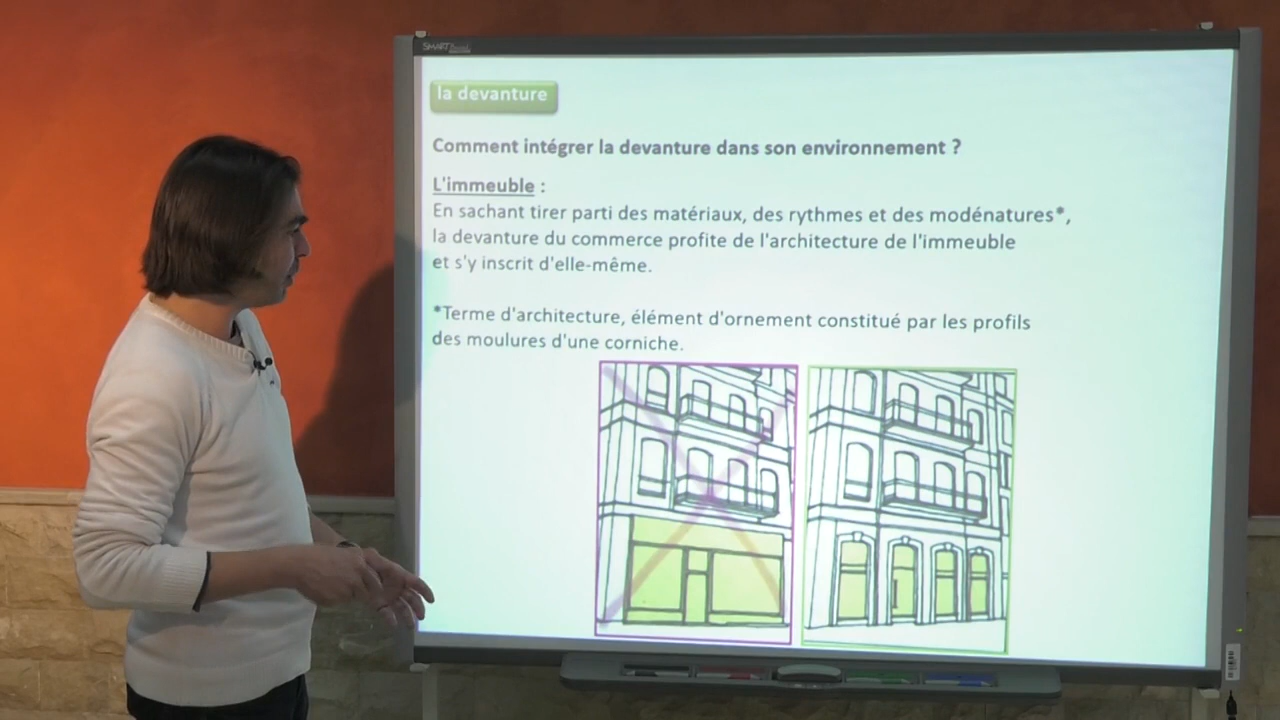 SMART
la devanture
Comment intégrer la devanture dans son environnement ?
L'immeuble :
En sachant tirer parti des matériaux, des rythmes et des modénatures*,
la devanture du commerce profite de l'architecture de l'immeuble
et s'y inscrit d'elle-même.
*Terme d'architecture, élément d'ornement constitué par les profils
des moulures d'une corniche.